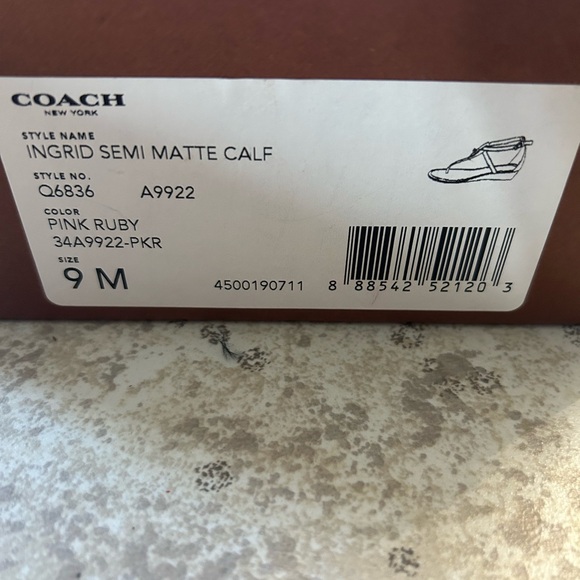 COACH
NEW YORK
STYLE NAME
INGRID SEMI MATTE CALF
STYLE NO.
Q6836 A9922
COLOR
PINK RUBY
34A9922-PKR
SIZE
9 M
4500190711 8 88542 52120 3